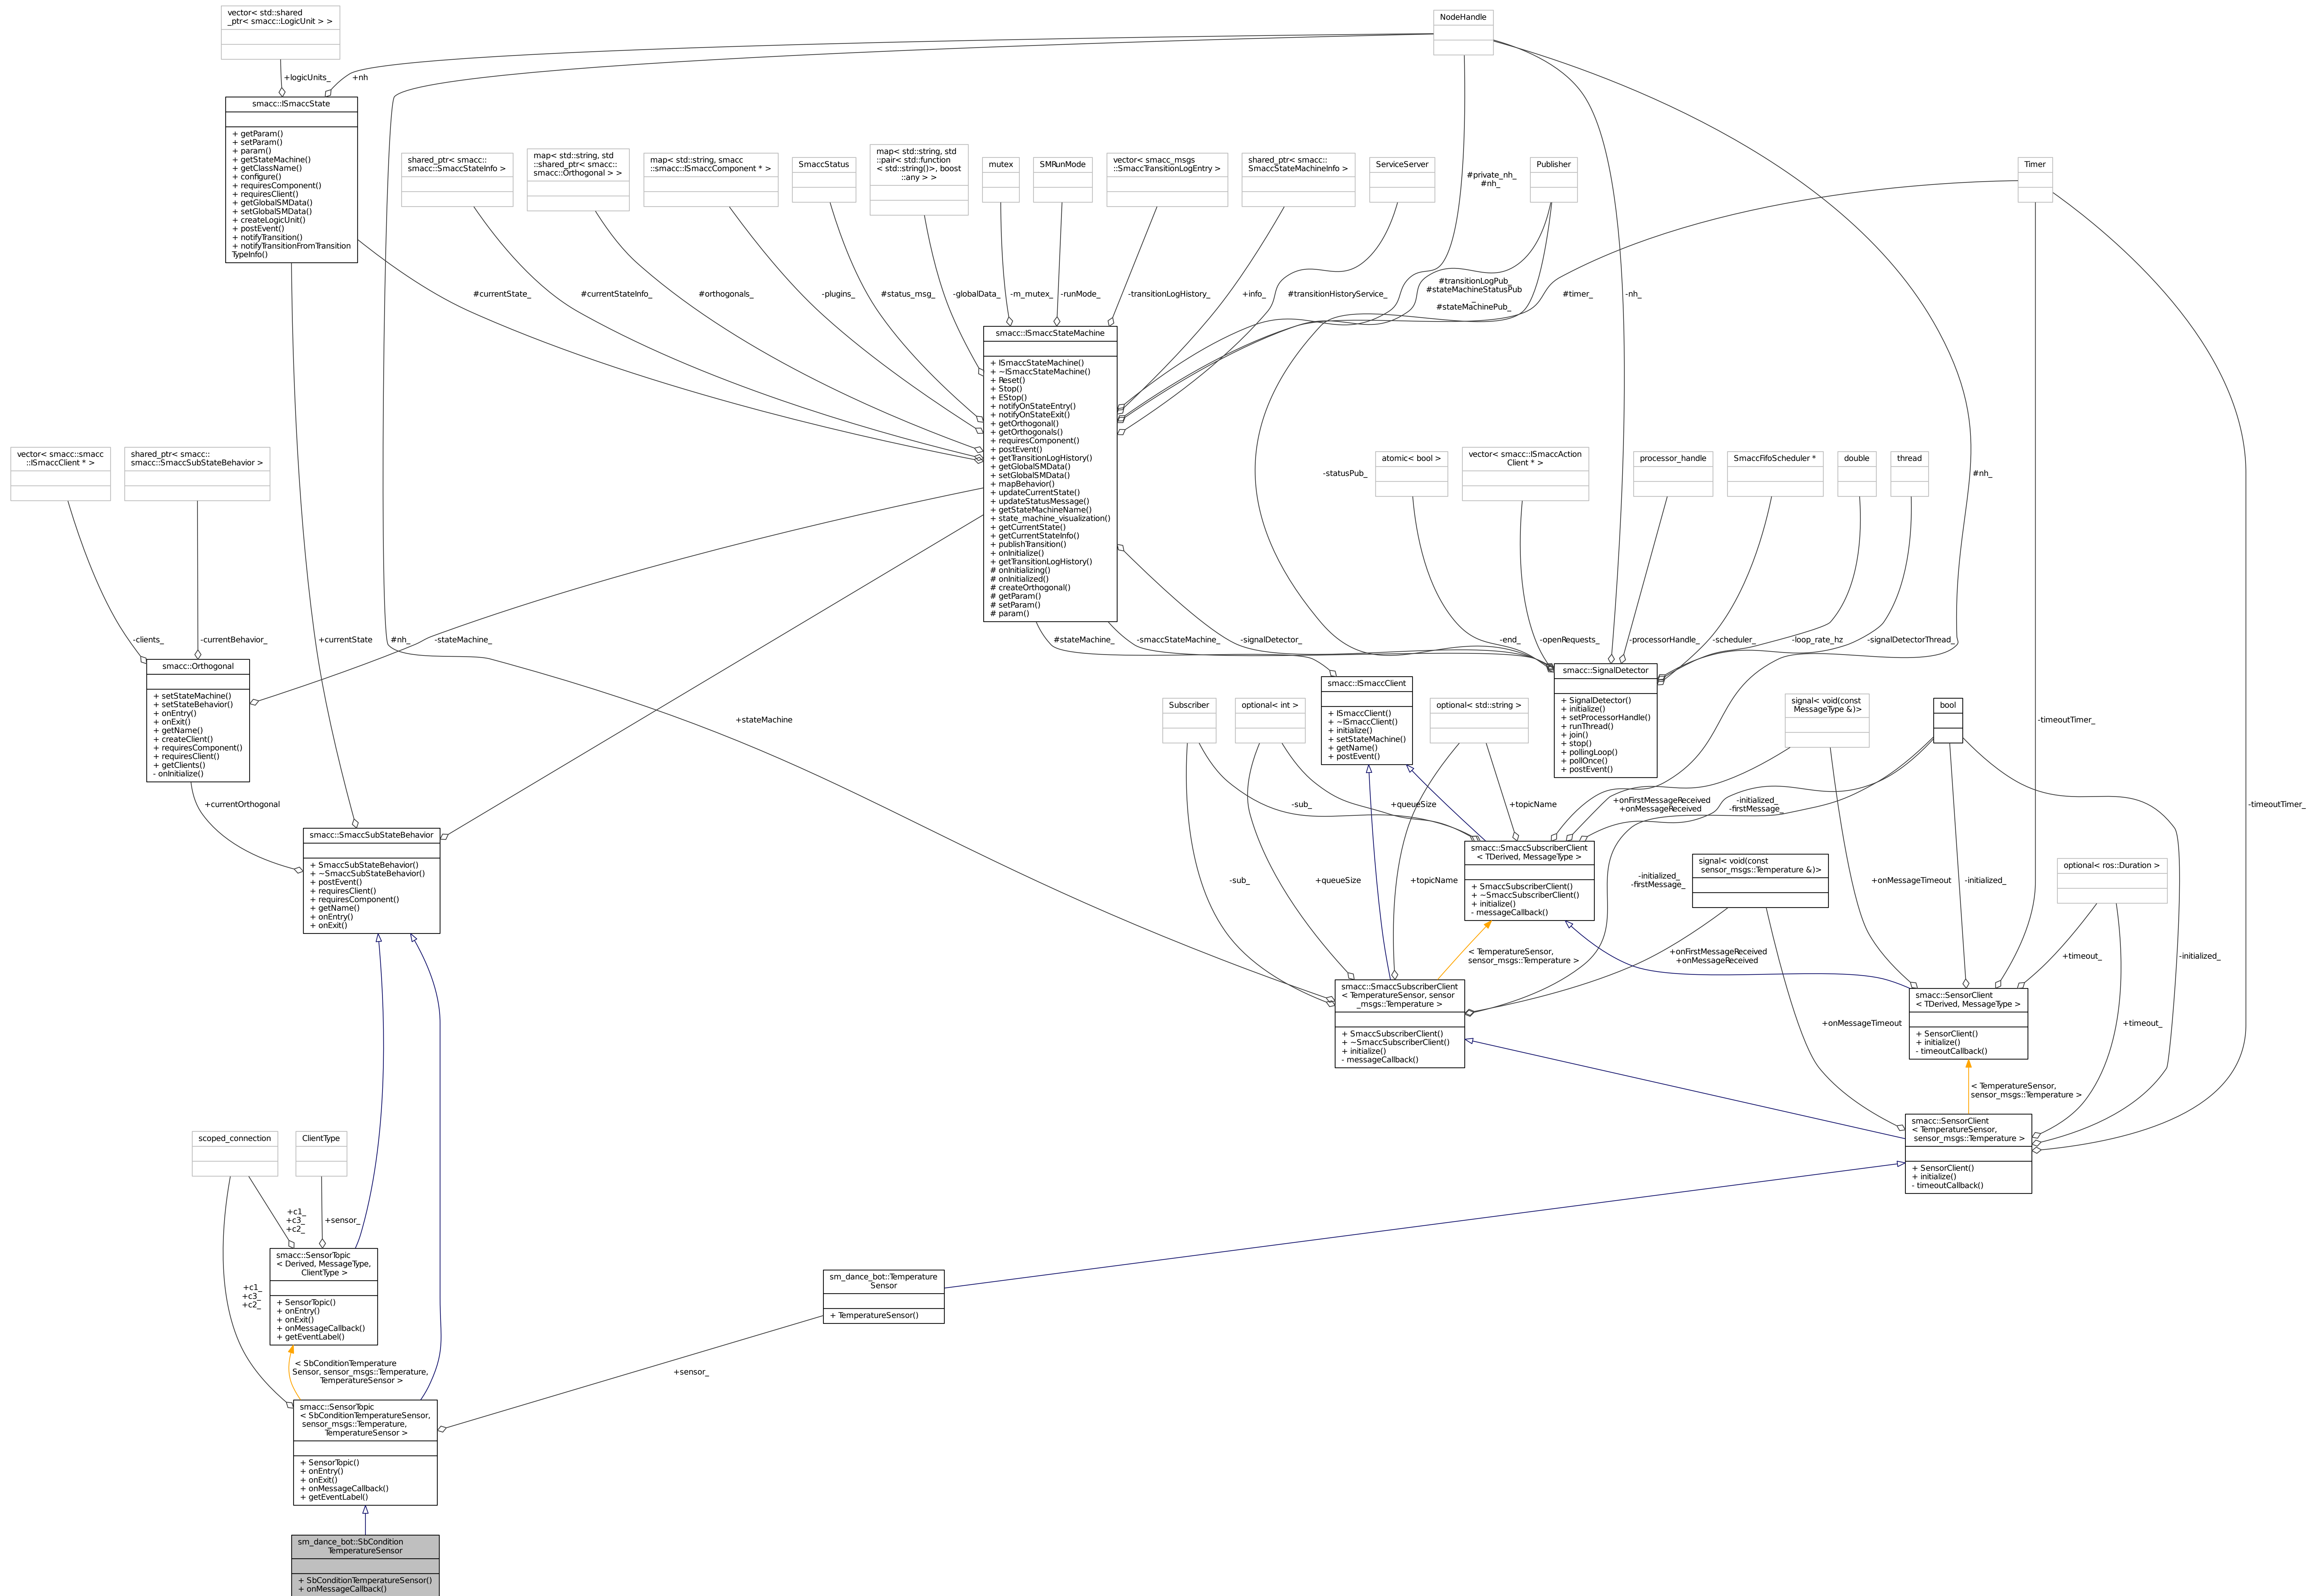 vector< std::shared
_ptr< smacc::LogicUnit > >
NodeHandle
+logicUnits_
+nh
smacc::ISmaccState
+ getParam()
+ setParam()
+ param()
+ getStateMachine()
+ getClassName()
+ configure()
+ requiresComponent()
+ requiresClient()
+ getGlobalSMData()
+ setGlobalSMData()
+ createLogicUnit()
+ postEvent()
+ notifyTransition()
+ notifyTransitionFromTransition
TypeInfo()
shared_ptr< smacc::
smacc::SmaccStateInfo >
map< std::string, std
::shared_ptr< smacc::
smacc::Orthogonal > >
map< std::string, smacc
::smacc::ISmaccComponent * >
SmaccStatus
map< std::string, std
::pair< std::function
< std::string()>, boost
::any > >
mutex
SMRunMode
vector< smacc_msgs
::SmaccTransitionLogEntry >
shared_ptr< smacc::
SmaccStateMachineInfo >
ServiceServer
#private_nh_
#nh_
Publisher
Timer
#currentState_
#currentStateInfo_
#orthogonals_
-plugins_
#status_msg_
-globalData_
-m_mutex_
-runMode_
-transitionLogHistory_
+info_
#transitionHistoryService_
#transitionLogPub_
#stateMachineStatusPub
_
#stateMachinePub_
#timer_
-nh_
smacc::ISmaccStateMachine
+ ISmaccStateMachine()
+ ~ISmaccStateMachine()
+ Reset()
+ Stop()
+ EStop()
+ notifyOnStateEntry()
+ notifyOnStateExit()
+ getOrthogonal()
+ getOrthogonals()
+ requiresComponent()
+ postEvent()
+ getTransitionLogHistory()
+ getGlobalSMData()
+ setGlobalSMData()
+ mapBehavior()
+ updateCurrentState()
+ updateStatusMessage()
+ getStateMachineName()
+ state_machine_visualization()
+ getCurrentState()
+ getCurrentStateInfo()
+ publishTransition()
+ onInitialize()
+ getTransitionLogHistory()
# onInitializing()
# onInitialized()
# createOrthogonal()
# getParam()
# setParam()
# param()
vector< smacc::smacc
::ISmaccClient * >
shared_ptr< smacc::
smacc::SmaccSubStateBehavior >
-statusPub_
atomic< bool >
vector< smacc::ISmaccAction
Client * >
processor_handle
SmaccFifoScheduler *
double
thread
#nh_
-clients_
-currentBehavior_
-stateMachine_
+currentState
#nh_
#stateMachine_
-smaccStateMachine_
-signalDetector_
-end_
-openRequests_
-processorHandle_
-scheduler_
-loop_rate_hz
-signalDetectorThread_
smacc::Orthogonal
+ setStateMachine()
+ setStateBehavior()
+ onEntry()
+ onExit()
+ getName()
+ createClient()
+ requiresComponent()
+ requiresClient()
+ getClients()
- onInitialize()
smacc::SignalDetector
+ SignalDetector()
+ initialize()
+ setProcessorHandle()
+ runThread()
+ join()
+ stop()
+ pollingLoop()
+ pollOnce()
+ postEvent()
smacc::ISmaccClient
+ ISmaccClient()
+ ~ISmaccClient()
+ initialize()
+ setStateMachine()
+ getName()
+ postEvent()
Subscriber
optional< int >
optional< std::string >
signal< void(const
MessageType &)>
bool
+stateMachine
-timeoutTimer_
+currentOrthogonal
-sub_
+queueSize
+topicName
+onFirstMessageReceived
+onMessageReceived
-initialized_
-firstMessage_
-timeoutTimer_
smacc::SmaccSubStateBehavior
+ SmaccSubStateBehavior()
+ ~SmaccSubStateBehavior()
+ postEvent()
+ requiresClient()
+ requiresComponent()
+ getName()
+ onEntry()
+ onExit()
smacc::SmaccSubscriberClient
< TDerived, MessageType >
+ SmaccSubscriberClient()
+ ~SmaccSubscriberClient()
+ initialize()
- messageCallback()
signal< void(const
sensor_msgs::Temperature &)>
optional< ros::Duration >
-sub_
+queueSize
+topicName
-initialized_
-firstMessage_
+onMessageTimeout
-initialized_
< TemperatureSensor,
sensor_msgs::Temperature >
+onFirstMessageReceived
+onMessageReceived
+timeout_
-initialized_
smacc::SmaccSubscriberClient
< TemperatureSensor, sensor
_msgs::Temperature >
+ SmaccSubscriberClient()
+ ~SmaccSubscriberClient()
+ initialize()
- messageCallback()
smacc::SensorClient
< TDerived, MessageType >
+ SensorClient()
+ initialize()
- timeoutCallback()
+onMessageTimeout
+timeout_
< TemperatureSensor,
sensor_msgs::Temperature >
smacc::SensorClient
< TemperatureSensor,
sensor_msgs::Temperature >
+ SensorClient()
+ initialize()
- timeoutCallback()
scoped_connection
ClientType
+c1_
+c3_
+c2_
+sensor_
smacc::SensorTopic
< Derived, MessageType,
ClientType >
+ SensorTopic()
+ onEntry()
+ onExit()
+ onMessageCallback()
+ getEventLabel()
+c1_
+c3_
+c2_
sm_dance_bot::Temperature
Sensor
+ TemperatureSensor()
< SbConditionTemperature
Sensor, sensor_msgs::Temperature,
TemperatureSensor >
+sensor_
smacc::SensorTopic
< SbConditionTemperatureSensor,
sensor_msgs::Temperature,
TemperatureSensor >
+ SensorTopic()
+ onEntry()
+ onExit()
+ onMessageCallback()
+ getEventLabel()
sm_dance_bot::SbCondition
TemperatureSensor
+ SbConditionTemperatureSensor()
+ onMessageCallback()